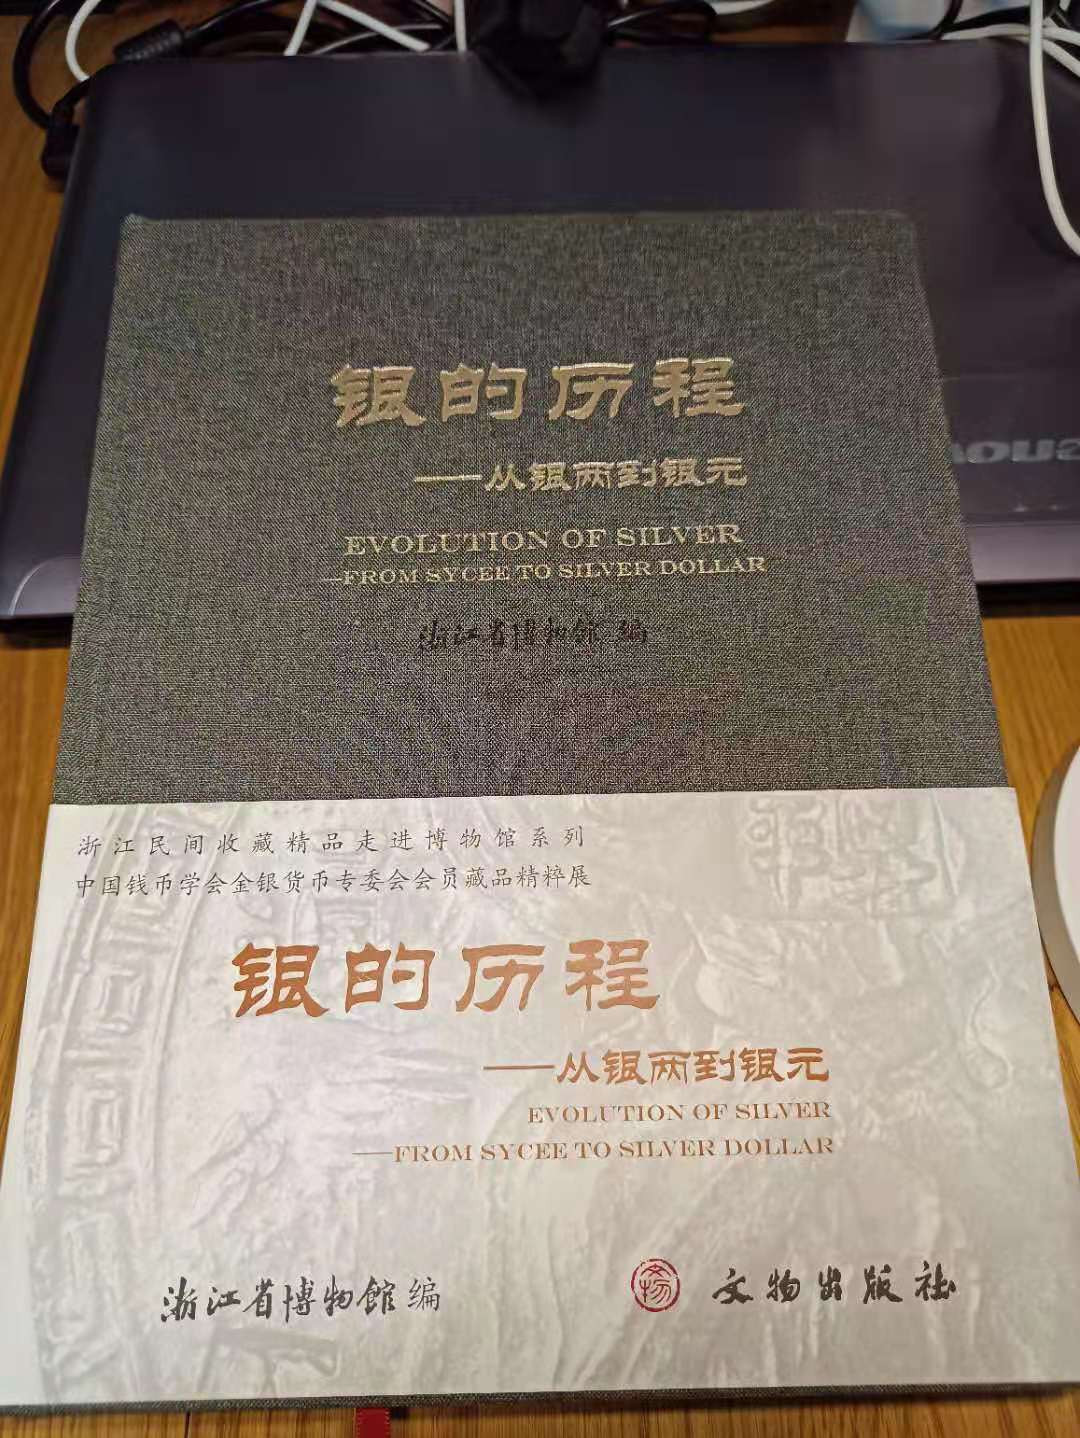 银的历程
——从银两到银元
EVOLUTION OF SILVER
—FROM SYCEE TO SILVER DOLLAR
浙江省博物館 编
浙江民间收藏精品走进博物馆系列
中国钱币学会金银货币专委会会员藏品精粹展
银的历程
——从银两到银元
EVOLUTION OF SILVER
——FROM SYCEE TO SILVER DOLLAR
浙江省博物館 编
文物 文物出版社